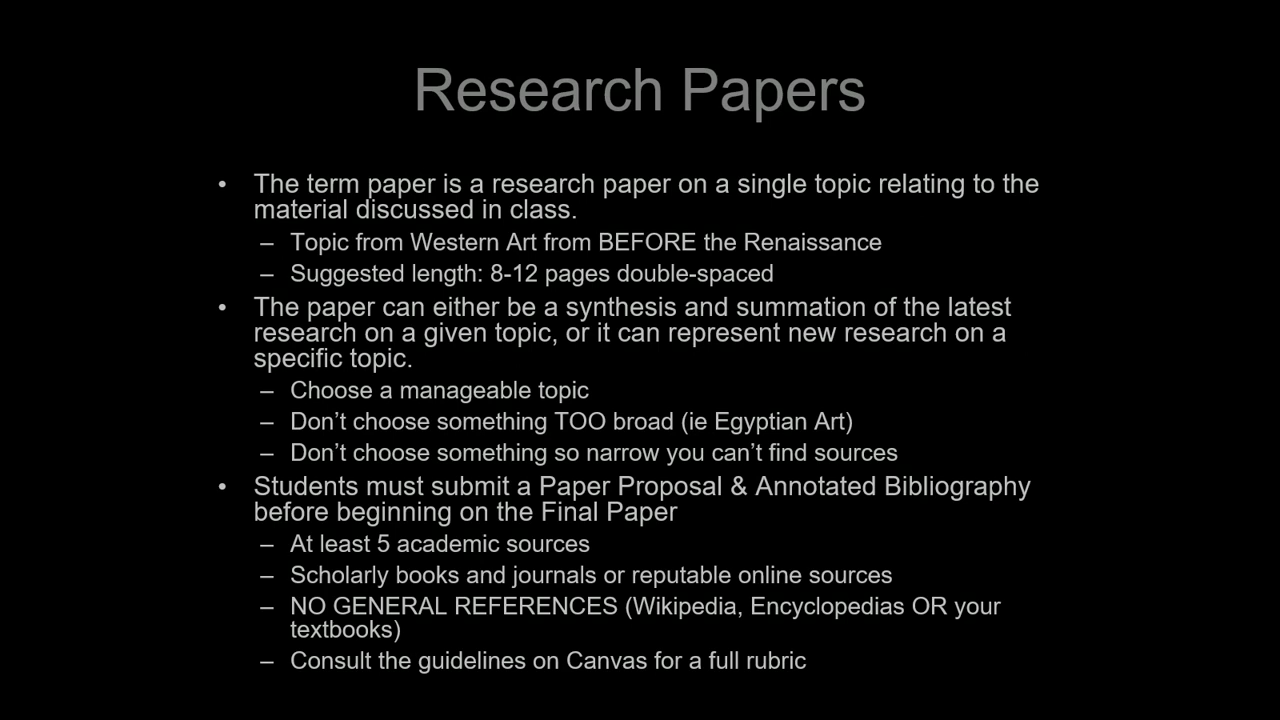 Research Papers
• The term paper is a research paper on a single topic relating to the
material discussed in class.
– Topic from Western Art from BEFORE the Renaissance
– Suggested length: 8-12 pages double-spaced
• The paper can either be a synthesis and summation of the latest
research on a given topic, or it can represent new research on a
specific topic.
– Choose a manageable topic
– Don’t choose something TOO broad (ie Egyptian Art)
– Don’t choose something so narrow you can’t find sources
• Students must submit a Paper Proposal & Annotated Bibliography
before beginning on the Final Paper
– At least 5 academic sources
– Scholarly books and journals or reputable online sources
– NO GENERAL REFERENCES (Wikipedia, Encyclopedias OR your
textbooks)
– Consult the guidelines on Canvas for a full rubric